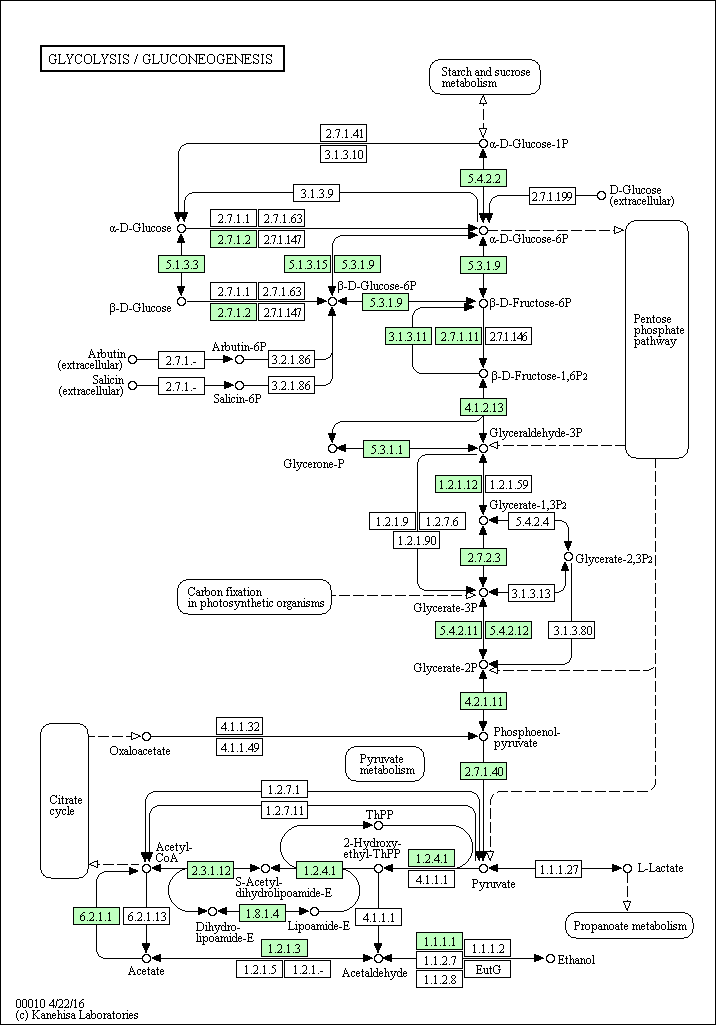 GLYCOLYSIS / GLUCONEOGENESIS
Starch and sucrose
metabolism
2.7.1.41
3.1.3.10
α-D-Glucose-1P
5.4.2.2
3.1.3.9
2.7.1.199
D-Glucose
(extracellular)
α-D-Glucose
2.7.1.1
2.7.1.63
2.7.1.2
2.7.1.147
α-D-Glucose-6P
5.1.3.3
5.1.3.15
5.3.1.9
5.3.1.9
β-D-Glucose-6P
β-D-Glucose
2.7.1.1
2.7.1.63
2.7.1.2
2.7.1.147
5.3.1.9
β-D-Fructose-6P
Pentose
phosphate
pathway
3.1.3.11
2.7.1.11
2.7.1.146
Arbutin
(extracellular)
2.7.1.-
Arbutin-6P
3.2.1.86
β-D-Fructose-1,6P2
Salicin
(extracellular)
2.7.1.-
Salicin-6P
3.2.1.86
4.1.2.13
Glyceraldehyde-3P
Glycerone-P
5.3.1.1
1.2.1.12
1.2.1.59
Glycerate-1,3P2
1.2.1.9
1.2.7.6
5.4.2.4
1.2.1.90
2.7.2.3
Glycerate-2,3P2
Carbon fixation
in photosynthetic organisms
3.1.3.13
Glycerate-3P
5.4.2.11
5.4.2.12
3.1.3.80
Glycerate-2P
4.2.1.11
4.1.1.32
Oxaloacetate
4.1.1.49
Phosphoenol-
pyruvate
Pyruvate
metabolism
2.7.1.40
Citrate
cycle
1.2.7.1
1.2.7.11
ThPP
Acetyl-
CoA
2-Hydroxy-
ethyl-ThPP
2.3.1.12
1.2.4.1
1.2.4.1
4.1.1.1
S-Acetyl-
dihydrolipoamide-E
Pyruvate
1.1.1.27
L-Lactate
6.2.1.1
6.2.1.13
1.8.1.4
Dihydro-
lipoamide-E
Lipoamide-E
4.1.1.1
Propanoate metabolism
Acetate
1.2.1.3
1.2.1.5
1.2.1.-
Acetaldehyde
1.1.1.1
1.1.1.2
1.1.2.7
EutG
1.1.2.8
Ethanol
00010 4/22/16
(c) Kanehisa Laboratories